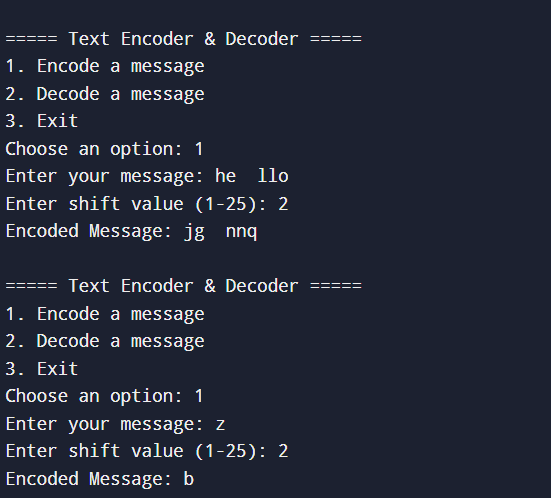 ===== Text Encoder & Decoder =====
1. Encode a message
2. Decode a message
3. Exit
Choose an option: 1
Enter your message: he  llo
Enter shift value (1-25): 2
Encoded Message: jg  nnq

===== Text Encoder & Decoder =====
1. Encode a message
2. Decode a message
3. Exit
Choose an option: 1
Enter your message: z
Enter shift value (1-25): 2
Encoded Message: b